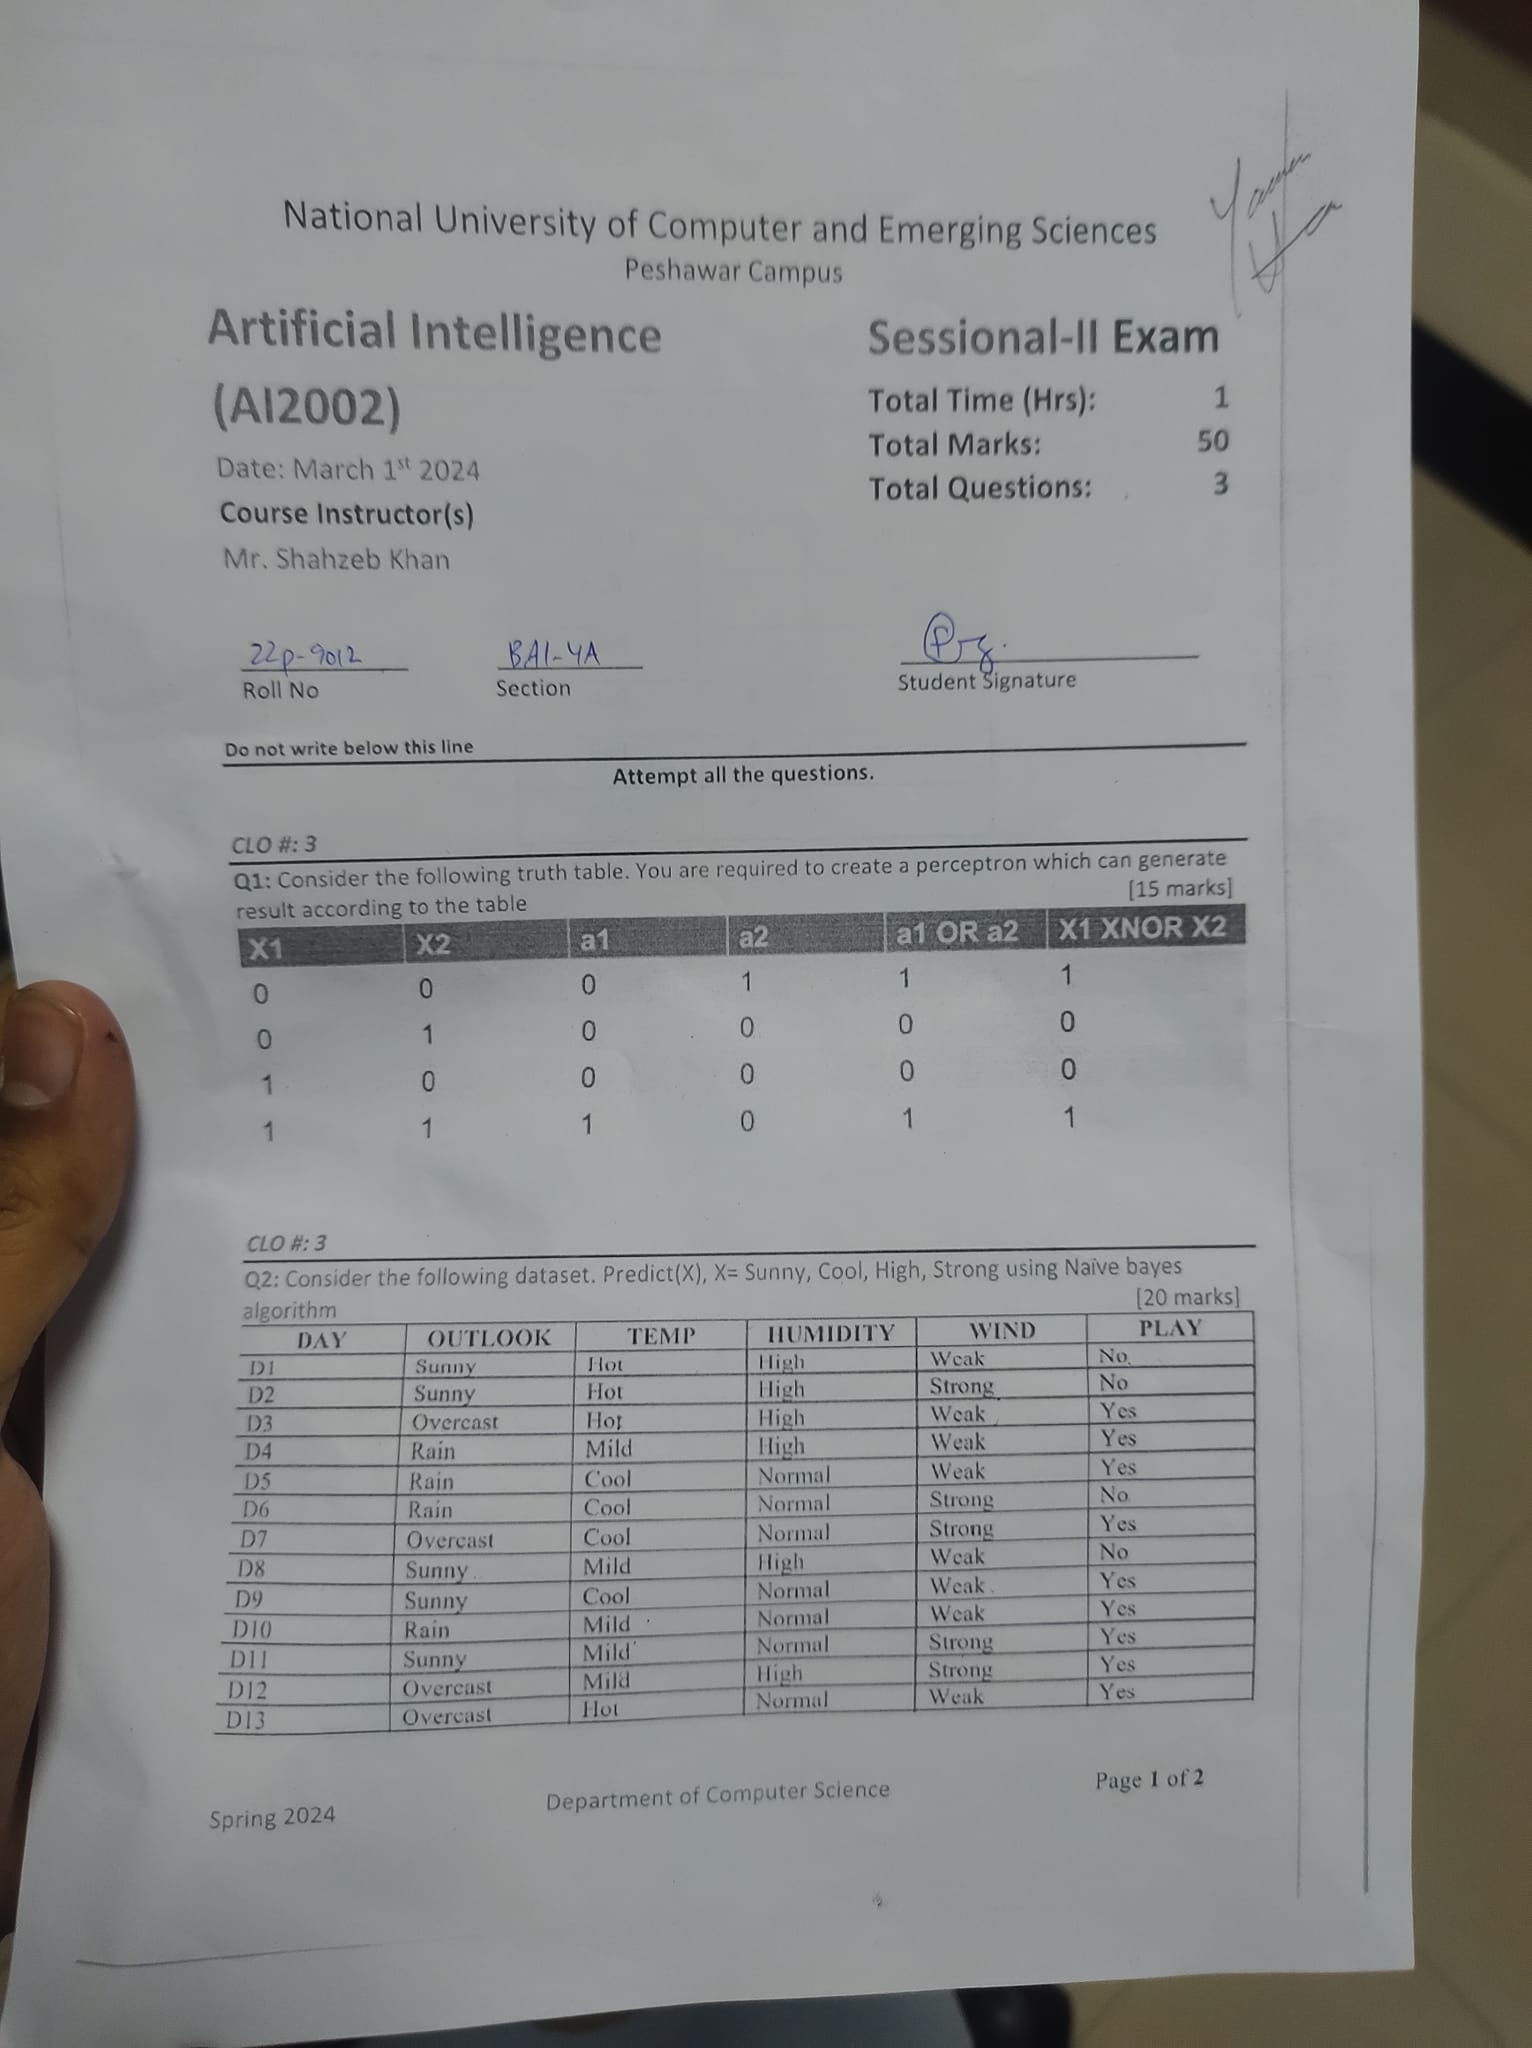 National University of Computer and Emerging Sciences
Peshawar Campus
Artificial Intelligence
(AI2002)
Date: March 1st 2024
Course Instructor(s)
Mr. Shahzeb Khan
Sessional-II Exam
Total Time (Hrs): 1
Total Marks: 50
Total Questions: 3
22p-9012 BAI-4A
Roll No Section Student Signature
Do not write below this line
Attempt all the questions.
CLO #: 3
Q1: Consider the following truth table. You are required to create a perceptron which can generate
result according to the table [15 marks]
X1 X2 a1 a2 a1 OR a2 X1 XNOR X2
0 0 0 1 1 1
0 1 0 0 0 0
1 0 0 0 0 0
1 1 1 0 1 1
CLO #: 3
Q2: Consider the following dataset. Predict(X), X= Sunny, Cool, High, Strong using Naïve bayes
algorithm [20 marks]
DAY OUTLOOK TEMP HUMIDITY WIND PLAY
D1 Sunny Hot High Weak No
D2 Sunny Hot High Strong No
D3 Overcast Hot High Weak Yes
D4 Rain Mild High Weak Yes
D5 Rain Cool Normal Weak Yes
D6 Rain Cool Normal Strong No
D7 Overcast Cool Normal Strong Yes
D8 Sunny Mild High Weak No
D9 Sunny Cool Normal Weak Yes
D10 Rain Mild Normal Weak Yes
D11 Sunny Mild Normal Strong Yes
D12 Overcast Mild High Strong Yes
D13 Overcast Hot Normal Weak Yes
Spring 2024 Department of Computer Science Page 1 of 2